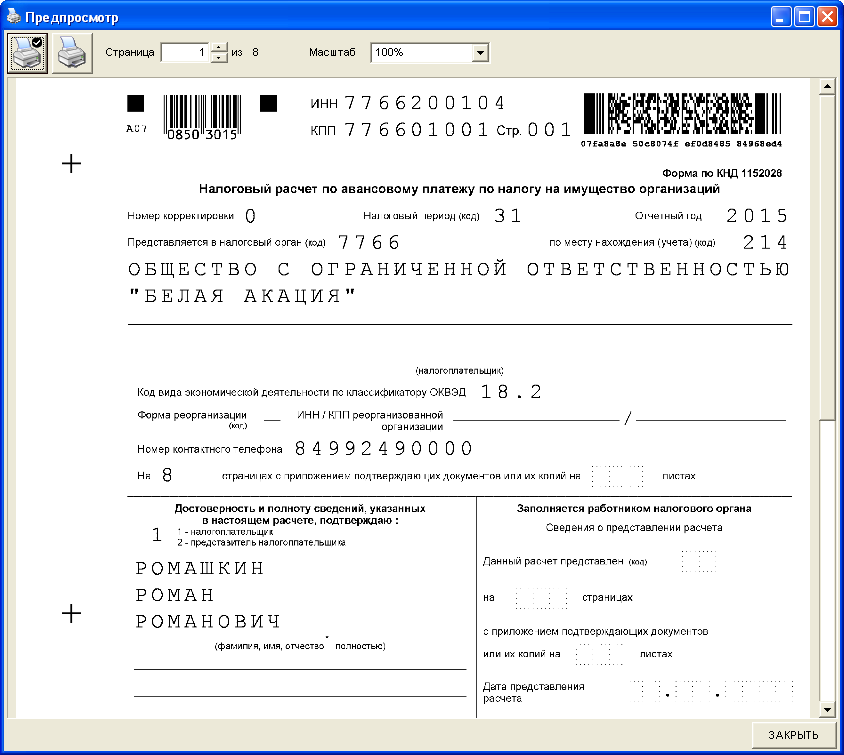 Предпросмотр
Страница 1 из 8 Масштаб 100%
ИНН 7766200104
А07 08503015 КПП 776601001 Стр. 001
07fa8a8e 50c8074f ef0d8485 84968ed4
Форма по КНД 1152028
Налоговый расчет по авансовому платежу по налогу на имущество организаций
Номер корректировки 0 Налоговый период (код) 31 Отчетный год 2015
Представляется в налоговый орган (код) 7766 по месту нахождения (учета) (код) 214
ОБЩЕСТВО С ОГРАНИЧЕННОЙ ОТВЕТСТВЕННОСТЬЮ
"БЕЛАЯ АКАЦИЯ"
(налогоплательщик)
Код вида экономической деятельности по классификатору ОКВЭД 18.2
Форма реорганизации (код) ИНН / КПП реорганизованной организации /
Номер контактного телефона 84992490000
На 8 страницах с приложением подтверждающих документов или их копий на листах
Достоверность и полноту сведений, указанных
в настоящем расчете, подтверждаю :
1 1 - налогоплательщик
2 - представитель налогоплательщика
РОМАШКИН
РОМАН
РОМАНОВИЧ
(фамилия, имя, отчество* полностью)
Заполняется работником налогового органа
Сведения о представлении расчета
Данный расчет представлен (код)
на страницах
с приложением подтверждающих документов
или их копий на листах
Дата представления
расчета . .
ЗАКРЫТЬ